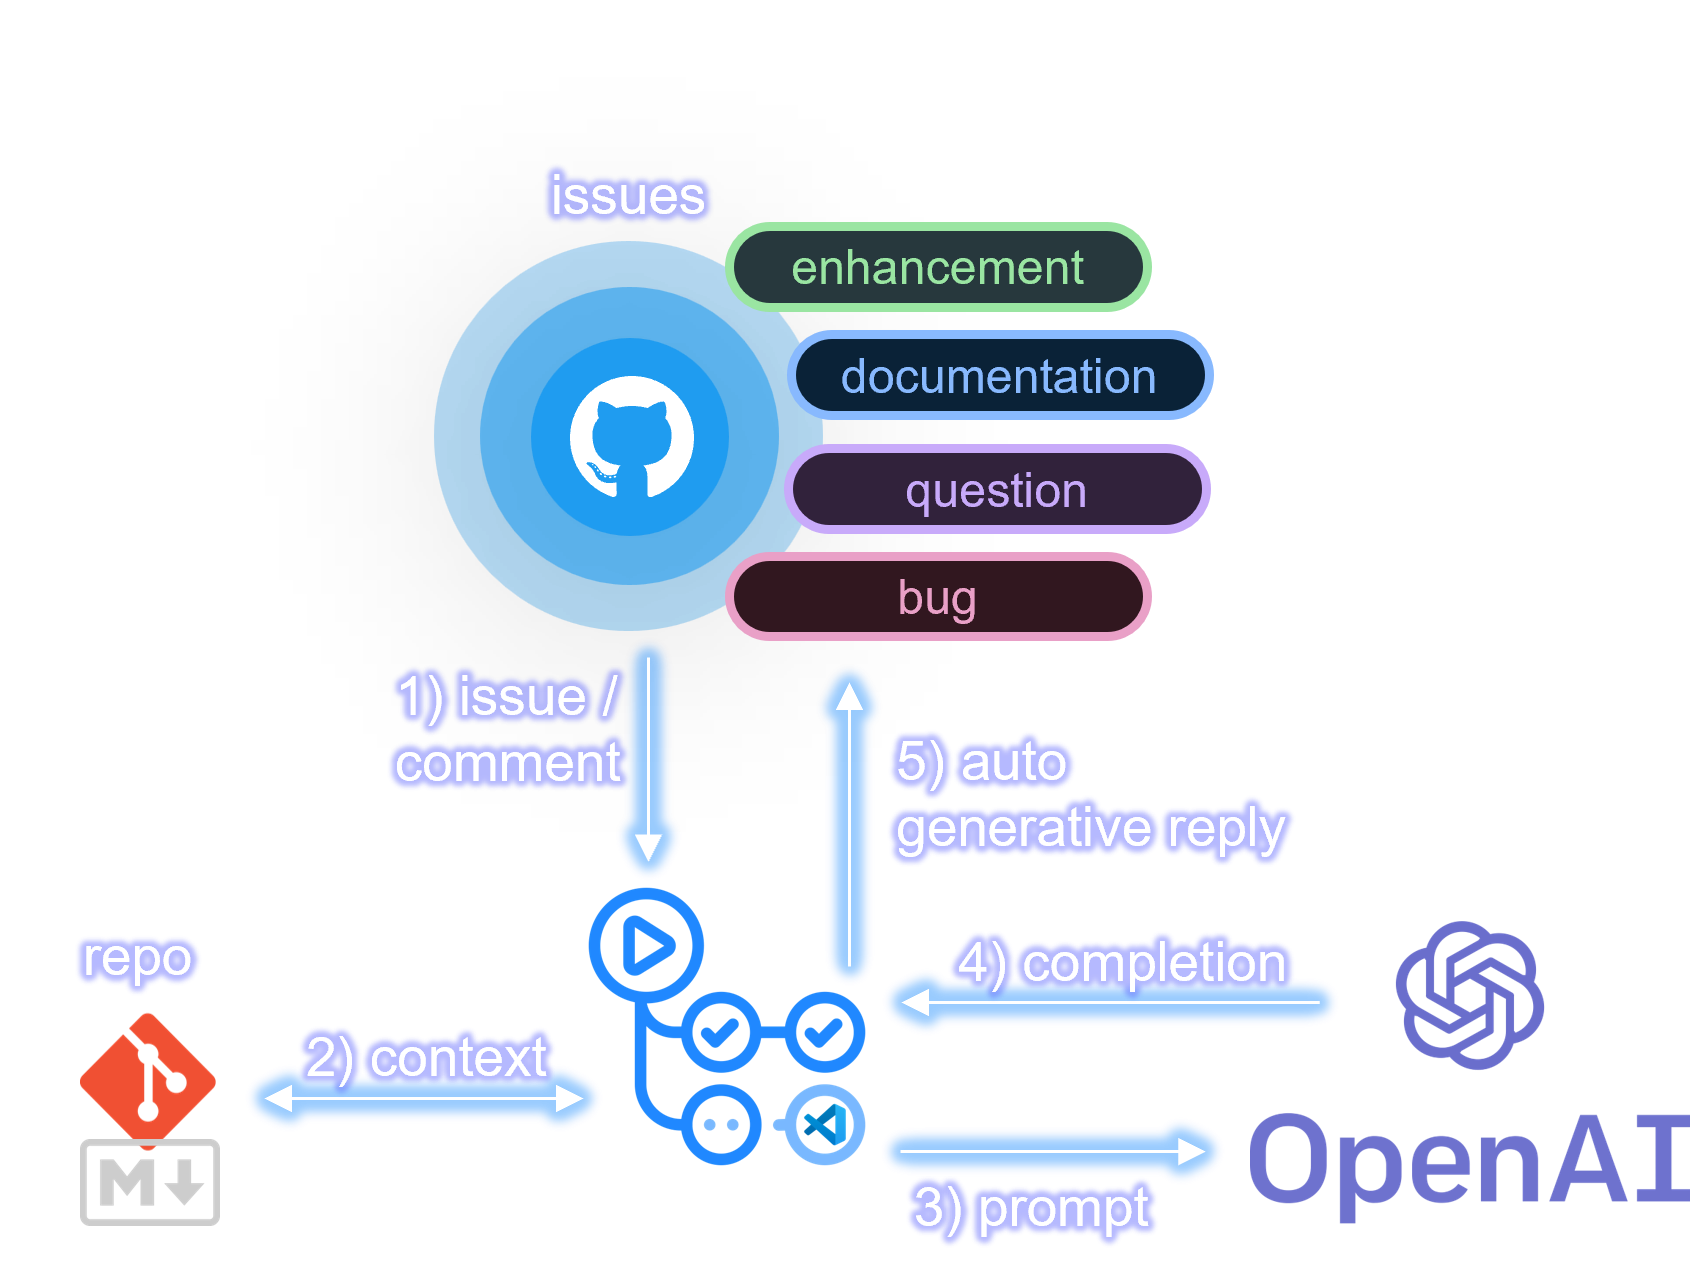 issues
enhancement
documentation
question
bug
1) issue /
comment
5) auto
generative reply
repo
4) completion
2) context
M
OpenAI
3) prompt